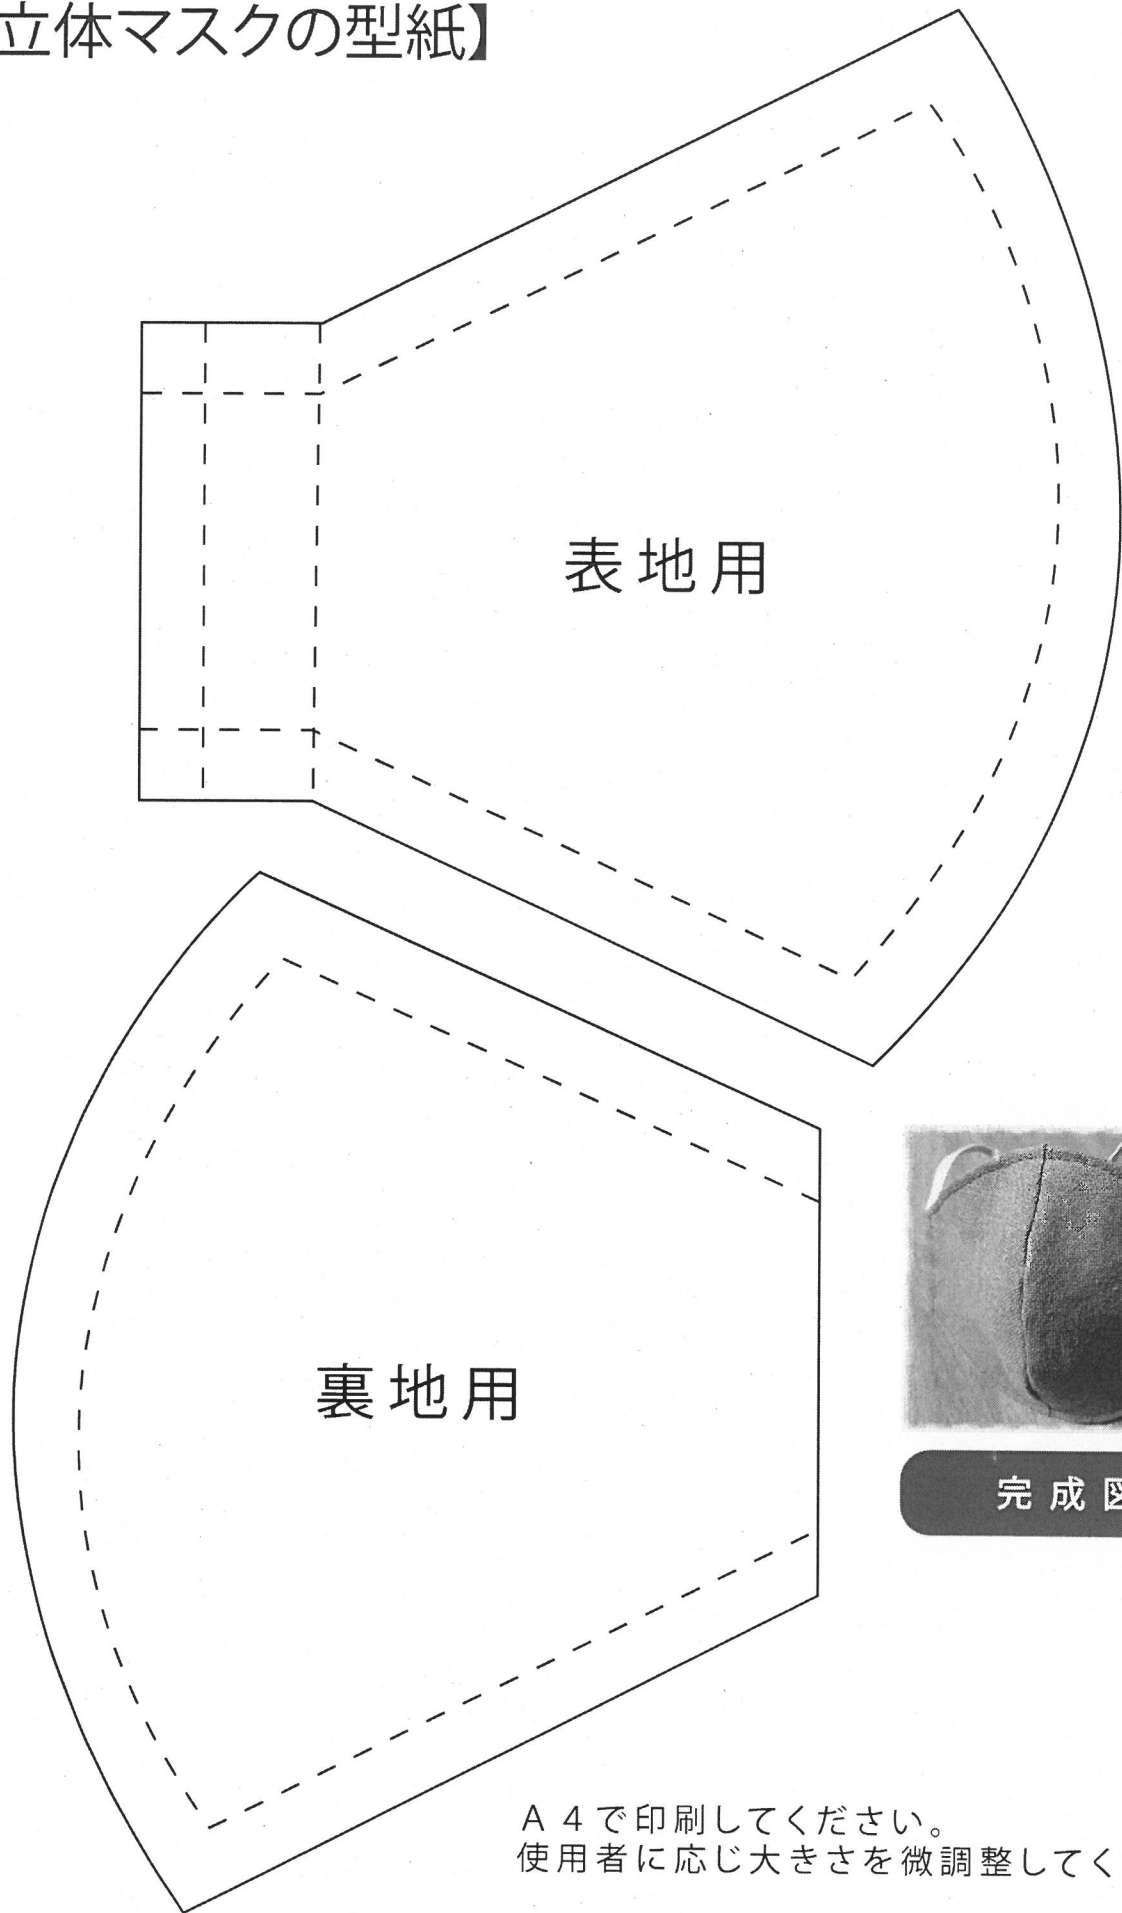 立体マスクの型紙】
表地用
裏地用
完成図
A４で印刷してください。
使用者に応じ大きさを微調整してく